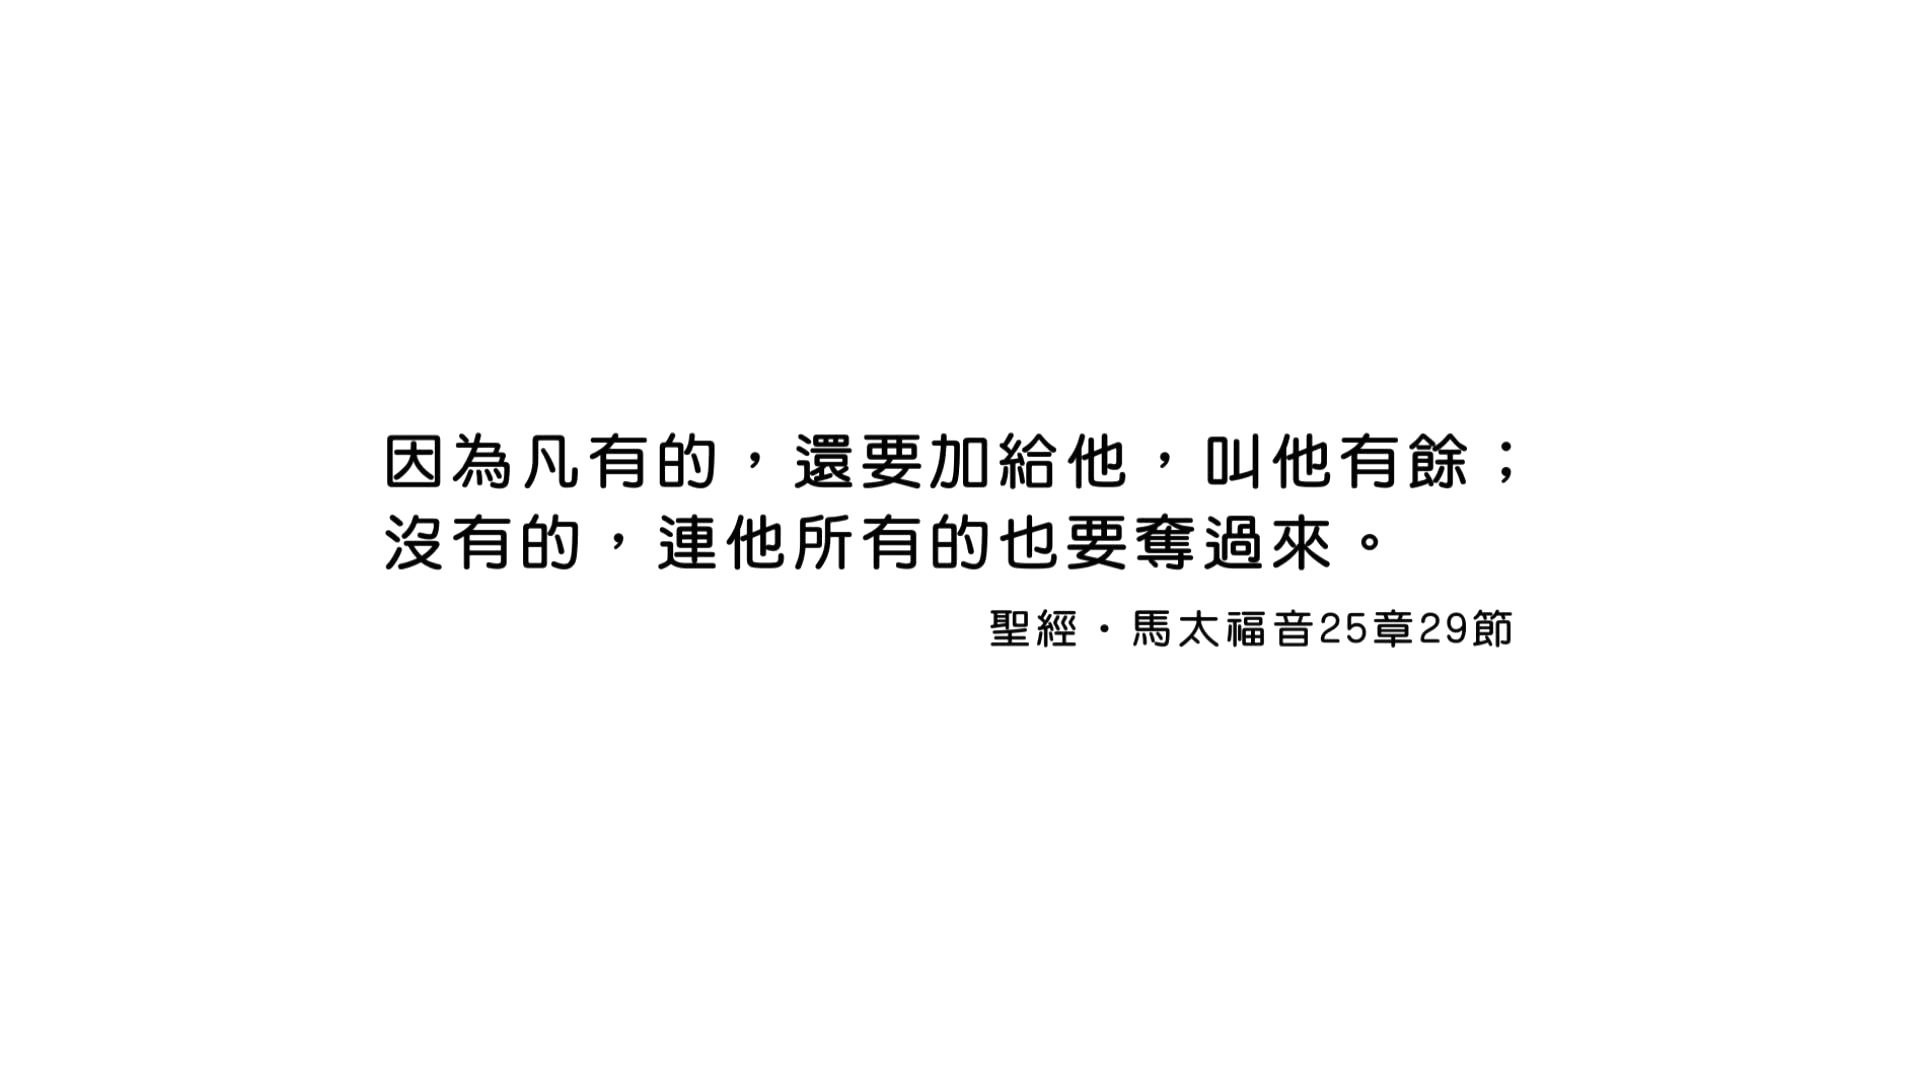 因為凡有的，還要加給他，叫他有餘；
沒有的，連他所有的也要奪過來。
聖經・馬太福音25章29節